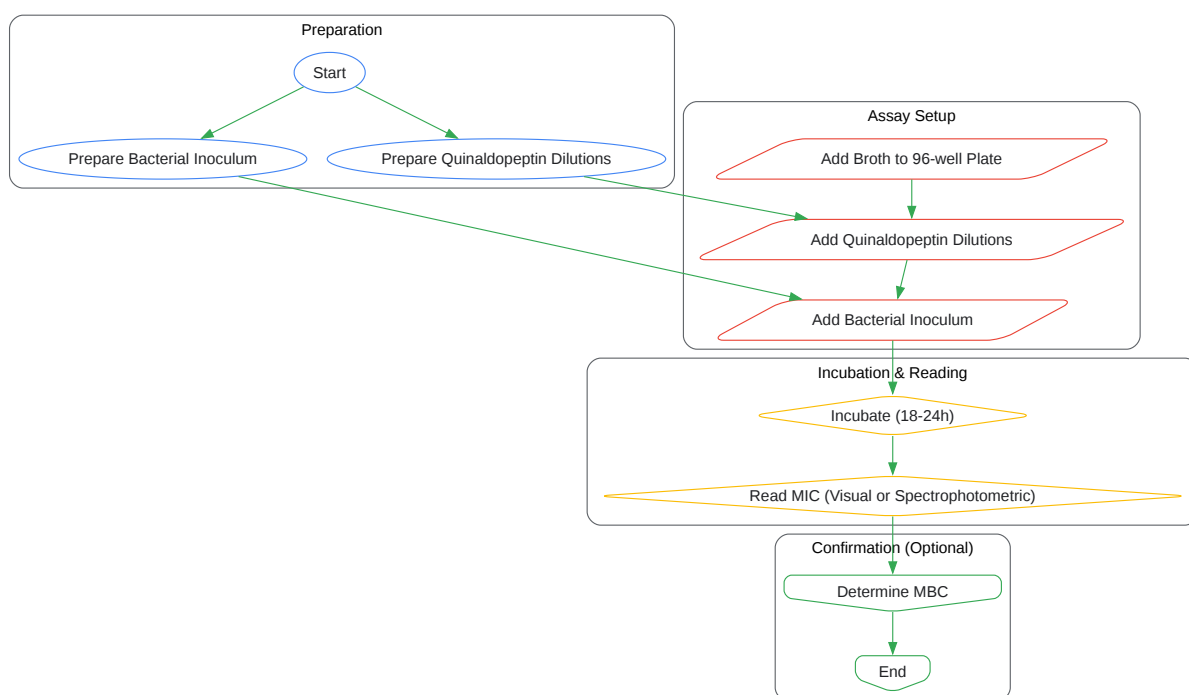 Preparation
Start
Prepare Bacterial Inoculum
Prepare Quinaldopeptin Dilutions
Assay Setup
Add Broth to 96-well Plate
Add Quinaldopeptin Dilutions
Add Bacterial Inoculum
Incubation & Reading
Incubate (18-24h)
Read MIC (Visual or Spectrophotometric)
Confirmation (Optional)
Determine MBC
End